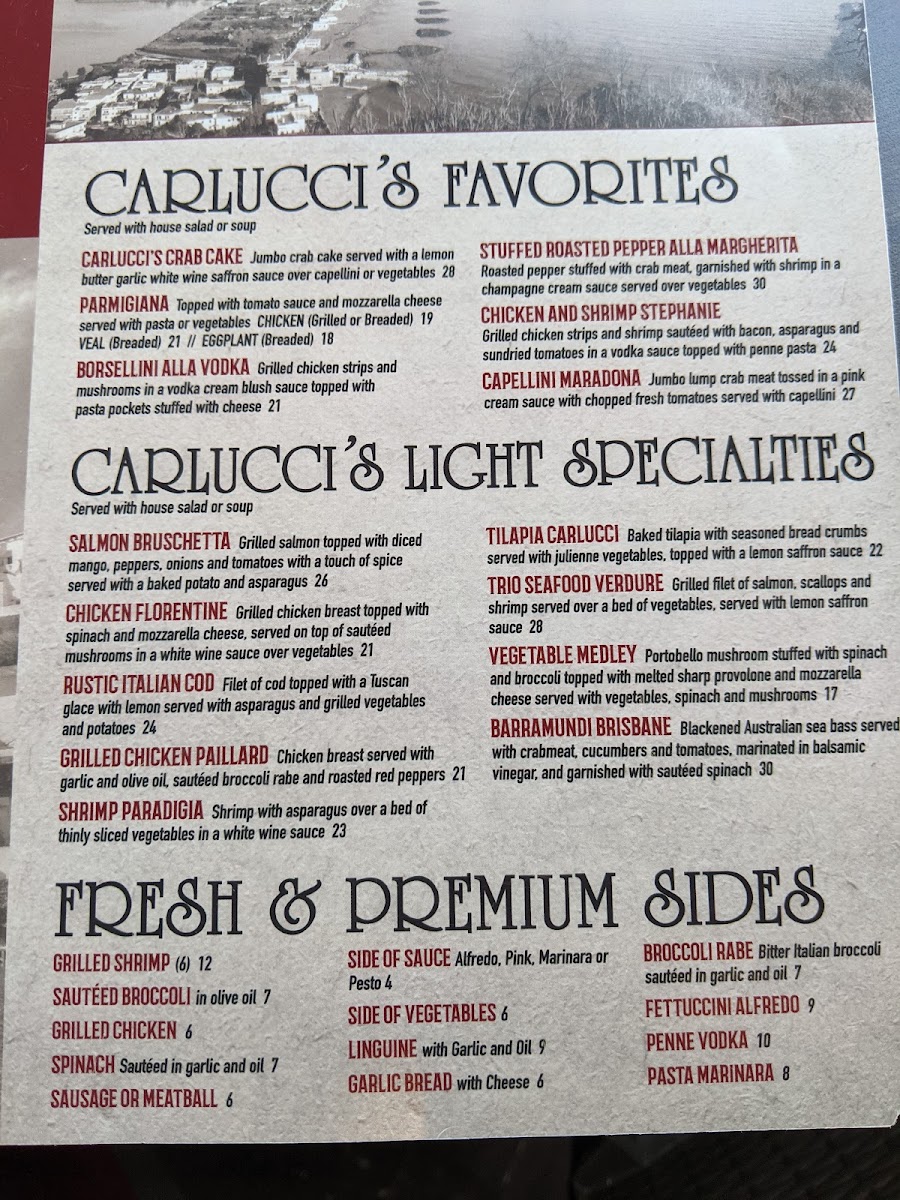 CARLUCCI'S FAVORITES
Served with house salad or soup
CARLUCCI'S CRAB CAKE Jumbo crab cake served with a lemon
butter garlic white wine saffron sauce over capellini or vegetables 28
PARMIGIANA Topped with tomato sauce and mozzarella cheese
served with pasta or vegetables CHICKEN (Grilled or Breaded) 19
VEAL (Breaded) 21 // EGGPLANT (Breaded) 18
BORSELLINI ALLA VODKA Grilled chicken strips and
mushrooms in a vodka cream blush sauce topped with
pasta pockets stuffed with cheese 21
STUFFED ROASTED PEPPER ALLA MARGHERITA
Roasted pepper stuffed with crab meat, garnished with shrimp in a
champagne cream sauce served over vegetables 30
CHICKEN AND SHRIMP STEPHANIE
Grilled chicken strips and shrimp sautéed with bacon, asparagus and
sundried tomatoes in a vodka sauce topped with penne pasta 24
CAPELLINI MARADONA Jumbo lump crab meat tossed in a pink
cream sauce with chopped fresh tomatoes served with capellini 27
CARLUCCI'S LIGHT SPECIALTIES
Served with house salad or soup
SALMON BRUSCHETTA Grilled salmon topped with diced
mango, peppers, onions and tomatoes with a touch of spice
served with a baked potato and asparagus 26
CHICKEN FLORENTINE Grilled chicken breast topped with
spinach and mozzarella cheese, served on top of sautéed
mushrooms in a white wine sauce over vegetables 21
RUSTIC ITALIAN COD Filet of cod topped with a Tuscan
glace with lemon served with asparagus and grilled vegetables
and potatoes 24
GRILLED CHICKEN PAILLARD Chicken breast served with
garlic and olive oil, sautéed broccoli rabe and roasted red peppers 21
SHRIMP PARADIGIA Shrimp with asparagus over a bed of
thinly sliced vegetables in a white wine sauce 23
TILAPIA CARLUCCI Baked tilapia with seasoned bread crumbs
served with julienne vegetables, topped with a lemon saffron sauce 22
TRIO SEAFOOD VERDURE Grilled filet of salmon, scallops and
shrimp served over a bed of vegetables, served with lemon saffron
sauce 28
VEGETABLE MEDLEY Portobello mushroom stuffed with spinach
and broccoli topped with melted sharp provolone and mozzarella
cheese served with vegetables, spinach and mushrooms 17
BARRAMUNDI BRISBANE Blackened Australian sea bass served
with crabmeat, cucumbers and tomatoes, marinated in balsamic
vinegar, and garnished with sautéed spinach 30
FRESH & PREMIUM SIDES
GRILLED SHRIMP (6) 12
SAUTÉED BROCCOLI in olive oil 7
GRILLED CHICKEN 6
SPINACH Sautéed in garlic and oil 7
SAUSAGE OR MEATBALL 6
SIDE OF SAUCE Alfredo, Pink, Marinara or
Pesto 4
SIDE OF VEGETABLES 6
LINGUINE with Garlic and Oil 9
GARLIC BREAD with Cheese 6
BROCCOLI RABE Bitter Italian broccoli
sautéed in garlic and oil 7
FETTUCCINI ALFREDO 9
PENNE VODKA 10
PASTA MARINARA 8